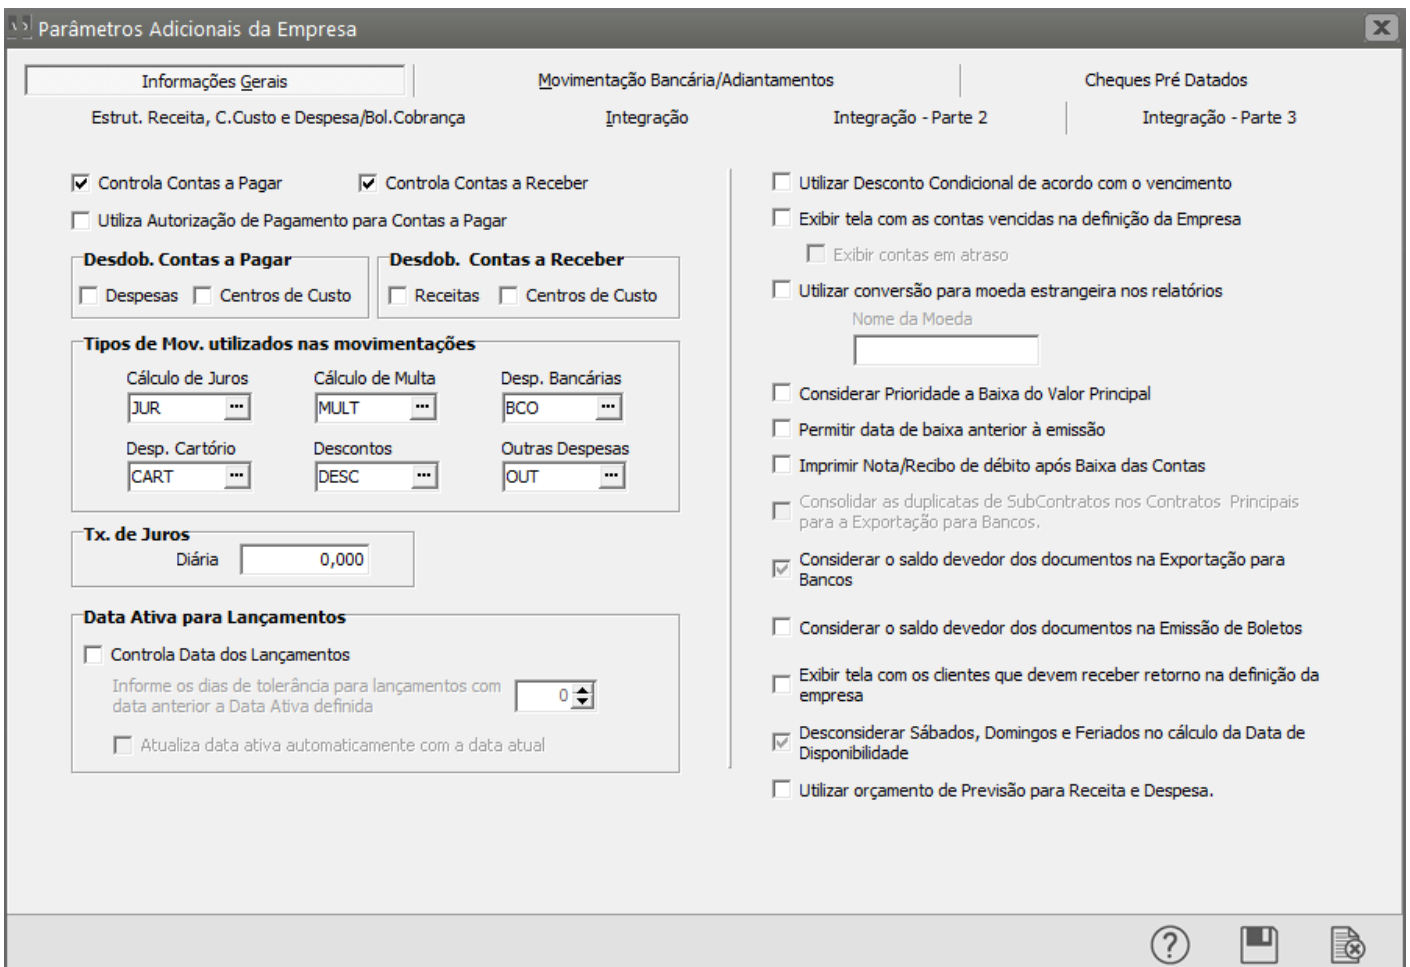 Parâmetros Adicionais da Empresa
Informações Gerais
Movimentação Bancária/Adiantamentos
Cheques Pré Datados
Estrut. Receita, C.Custo e Despesa/Bol.Cobrança
Integração
Integração - Parte 2
Integração - Parte 3
Controla Contas a Pagar
Controla Contas a Receber
Utiliza Autorização de Pagamento para Contas a Pagar
Desdob. Contas a Pagar
Despesas
Centros de Custo
Desdob. Contas a Receber
Receitas
Centros de Custo
Tipos de Mov. utilizados nas movimentações
Cálculo de Juros
Cálculo de Multa
Desp. Bancárias
JUR ...
MULT ...
BCO ...
Desp. Cartório
Descontos
Outras Despesas
CART ...
DESC ...
OUT ...
Tx. de Juros
Diária
0,000
Data Ativa para Lançamentos
Controla Data dos Lançamentos
Informe os dias de tolerância para lançamentos com
data anterior a Data Ativa definida
0
Atualiza data ativa automaticamente com a data atual
Utilizar Desconto Condicional de acordo com o vencimento
Exibir tela com as contas vencidas na definição da Empresa
Exibir contas em atraso
Utilizar conversão para moeda estrangeira nos relatórios
Nome da Moeda
Considerar Prioridade a Baixa do Valor Principal
Permitir data de baixa anterior à emissão
Imprimir Nota/Recibo de débito após Baixa das Contas
Consolidar as duplicatas de SubContratos nos Contratos Principais
para a Exportação para Bancos.
Considerar o saldo devedor dos documentos na Exportação para
Bancos
Considerar o saldo devedor dos documentos na Emissão de Boletos
Exibir tela com os clientes que devem receber retorno na definição da
empresa
Desconsiderar Sábados, Domingos e Feriados no cálculo da Data de
Disponibilidade
Utilizar orçamento de Previsão para Receita e Despesa.